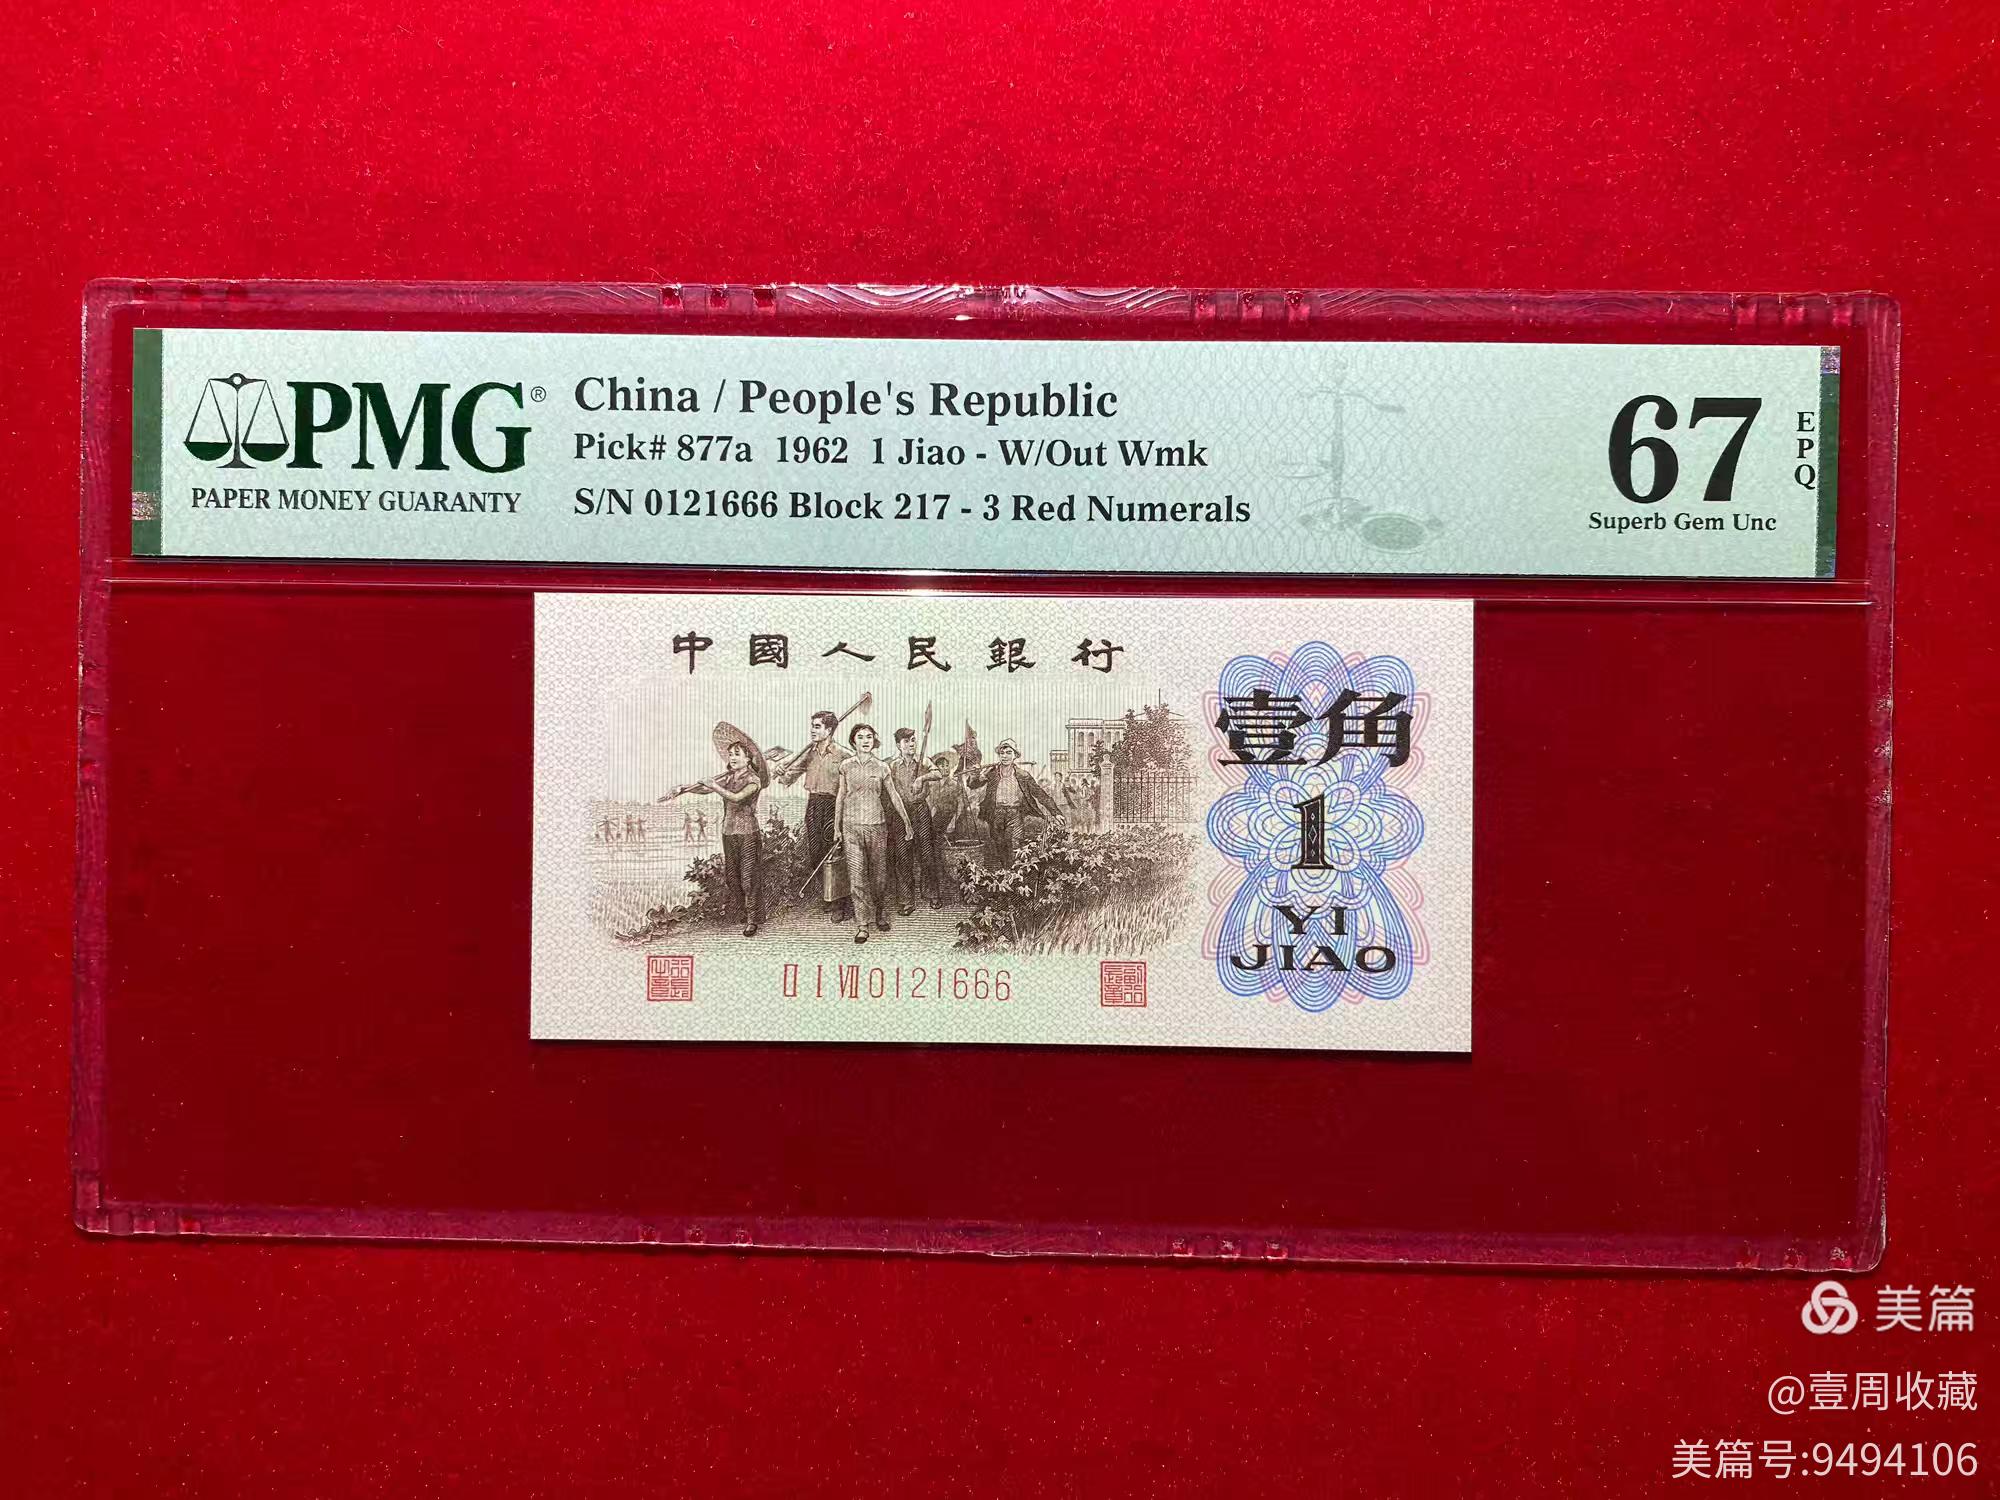 PMG®
PAPER MONEY GUARANTY
China / People's Republic
Pick# 877a 1962 1 Jiao - W/Out Wmk
S/N 0121666 Block 217 - 3 Red Numerals
67
EPQ
Superb Gem Unc
中國人民銀行
壹角
1
YI
JIAO
ⅡⅠⅦ0121666
美篇
@壹周收藏
美篇号:9494106